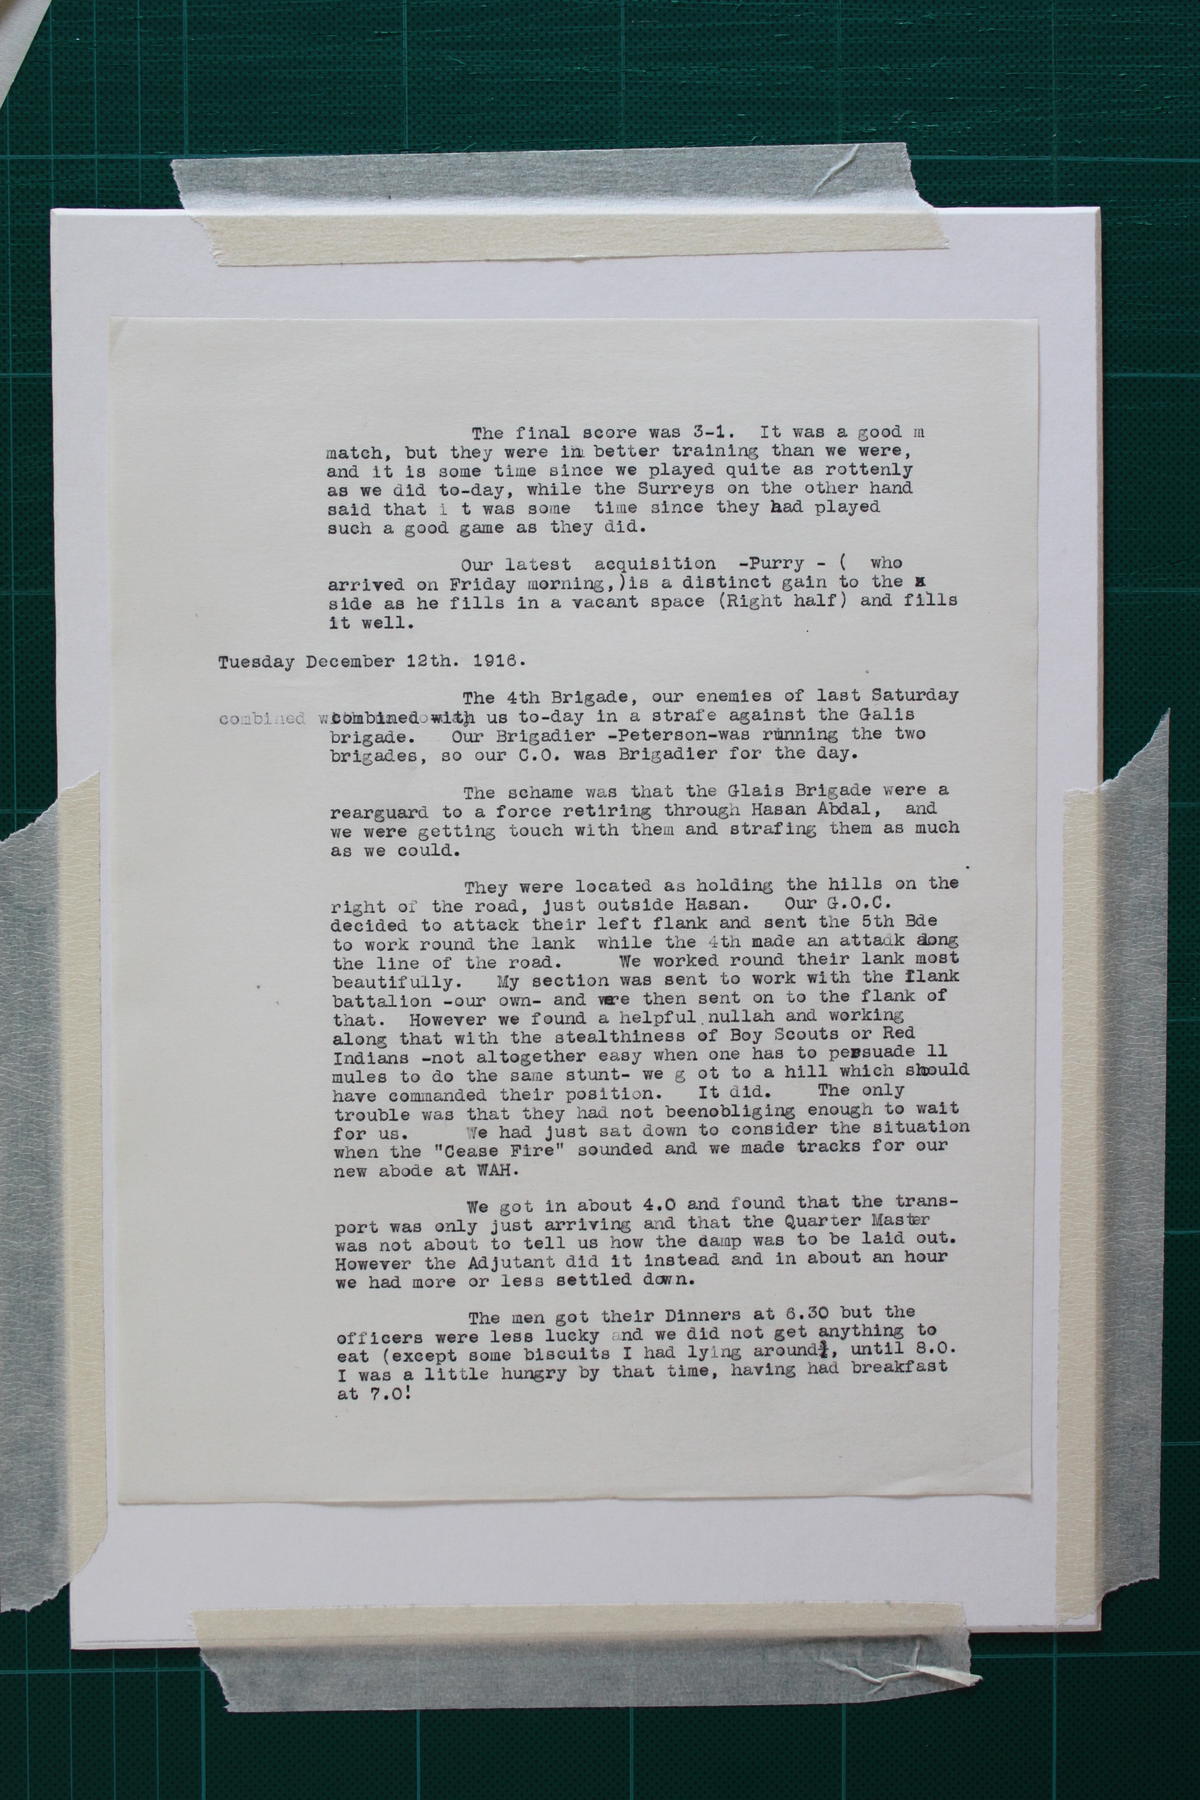 The final score was 3-1. It was a good m
match, but they were in better training than we were,
and it is some time since we played quite as rottenly
as we did to-day, while the Surreys on the other hand
said that i t was some time since they had played
such a good game as they did.
Our latest acquisition -Purry - ( who
arrived on Friday morning,)is a distinct gain to the x
side as he fills in a vacant space (Right half) and fills
it well.
Tuesday December 12th. 1916.
The 4th Brigade, our enemies of last Saturday
combined combined with us to-day in a strafe against the Galis
brigade. Our Brigadier -Peterson-was running the two
brigades, so our C.O. was Brigadier for the day.
The schame was that the Glais Brigade were a
rearguard to a force retiring through Hasan Abdal, and
we were getting touch with them and strafing them as much
as we could.
They were located as holding the hills on the
right of the road, just outside Hasan. Our G.O.C.
decided to attack their left flank and sent the 5th Bde
to work round the lank while the 4th made an attack along
the line of the road. We worked round their lank most
beautifully. My section was sent to work with the flank
battalion -our own- and were then sent on to the flank of
that. However we found a helpful nullah and working
along that with the stealthiness of Boy Scouts or Red
Indians -not altogether easy when one has to persuade 11
mules to do the same stunt- we g ot to a hill which should
have commanded their position. It did. The only
trouble was that they had not beenobliging enough to wait
for us. We had just sat down to consider the situation
when the "Cease Fire" sounded and we made tracks for our
new abode at WAH.
We got in about 4.0 and found that the trans-
port was only just arriving and that the Quarter Master
was not about to tell us how the damp was to be laid out.
However the Adjutant did it instead and in about an hour
we had more or less settled down.
The men got their Dinners at 6.30 but the
officers were less lucky and we did not get anything to
eat (except some biscuits I had lying around), until 8.0.
I was a little hungry by that time, having had breakfast
at 7.0!